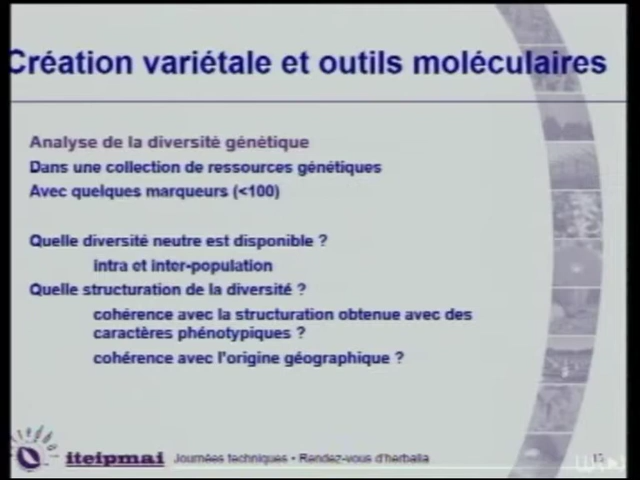 Création variétale et outils moléculaires
Analyse de la diversité génétique
Dans une collection de ressources génétiques
Avec quelques marqueurs (<100)
Quelle diversité neutre est disponible ?
intra et inter-population
Quelle structuration de la diversité ?
cohérence avec la structuration obtenue avec des
caractères phénotypiques ?
cohérence avec l'origine géographique ?
iteipmai Journées techniques • Rendez-vous d'herbalia